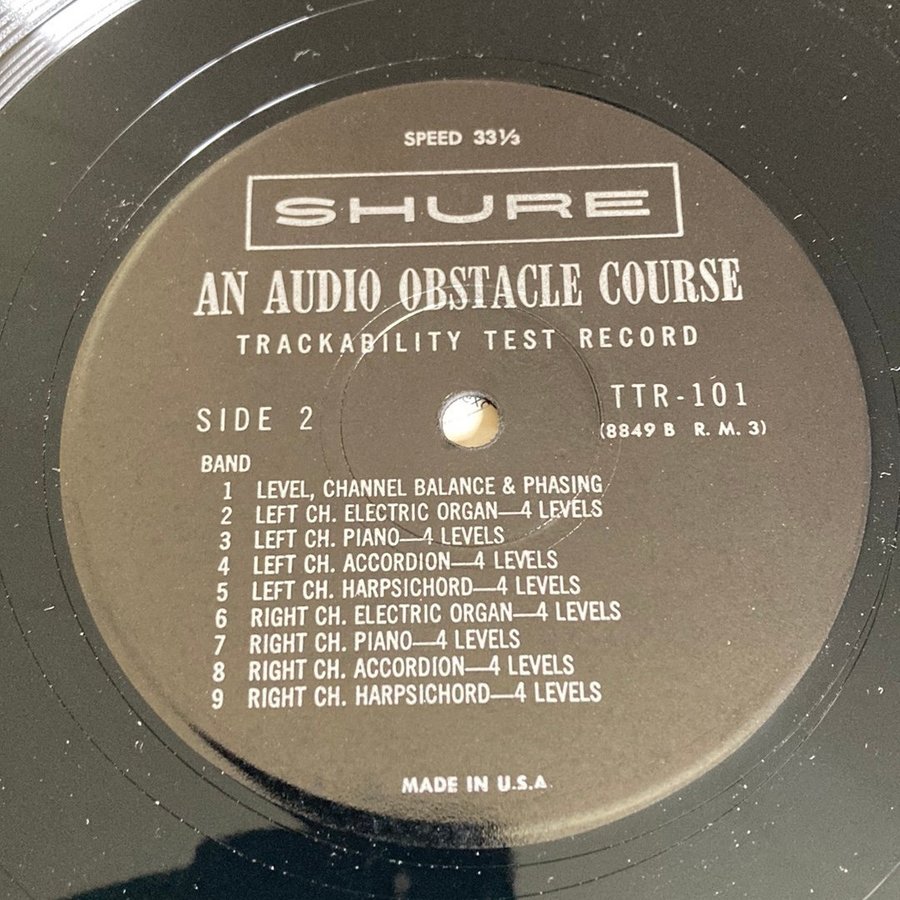 SPEED 33⅓
SHURE
AN AUDIO OBSTACLE COURSE
TRACKABILITY TEST RECORD
SIDE 2
TTR-101
(8849 B R. M. 3)
BAND
1 LEVEL, CHANNEL BALANCE & PHASING
2 LEFT CH. ELECTRIC ORGAN—4 LEVELS
3 LEFT CH. PIANO—4 LEVELS
4 LEFT CH. ACCORDION—4 LEVELS
5 LEFT CH. HARPSICHORD—4 LEVELS
6 RIGHT CH. ELECTRIC ORGAN—4 LEVELS
7 RIGHT CH. PIANO—4 LEVELS
8 RIGHT CH. ACCORDION—4 LEVELS
9 RIGHT CH. HARPSICHORD—4 LEVELS
MADE IN U.S.A.